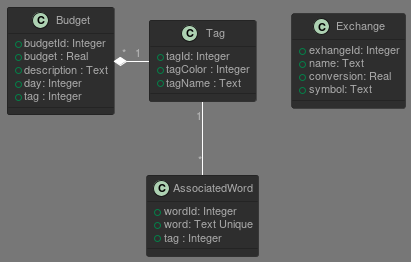 C Budget
budgetId: Integer
budget : Real
description : Text
day: Integer
tag : Integer
* 1
C Tag
tagId: Integer
tagColor : Integer
tagName : Text
C Exchange
exhangeId: Integer
name: Text
conversion: Real
symbol: Text
1
*
C AssociatedWord
wordId: Integer
word: Text Unique
tag : Integer